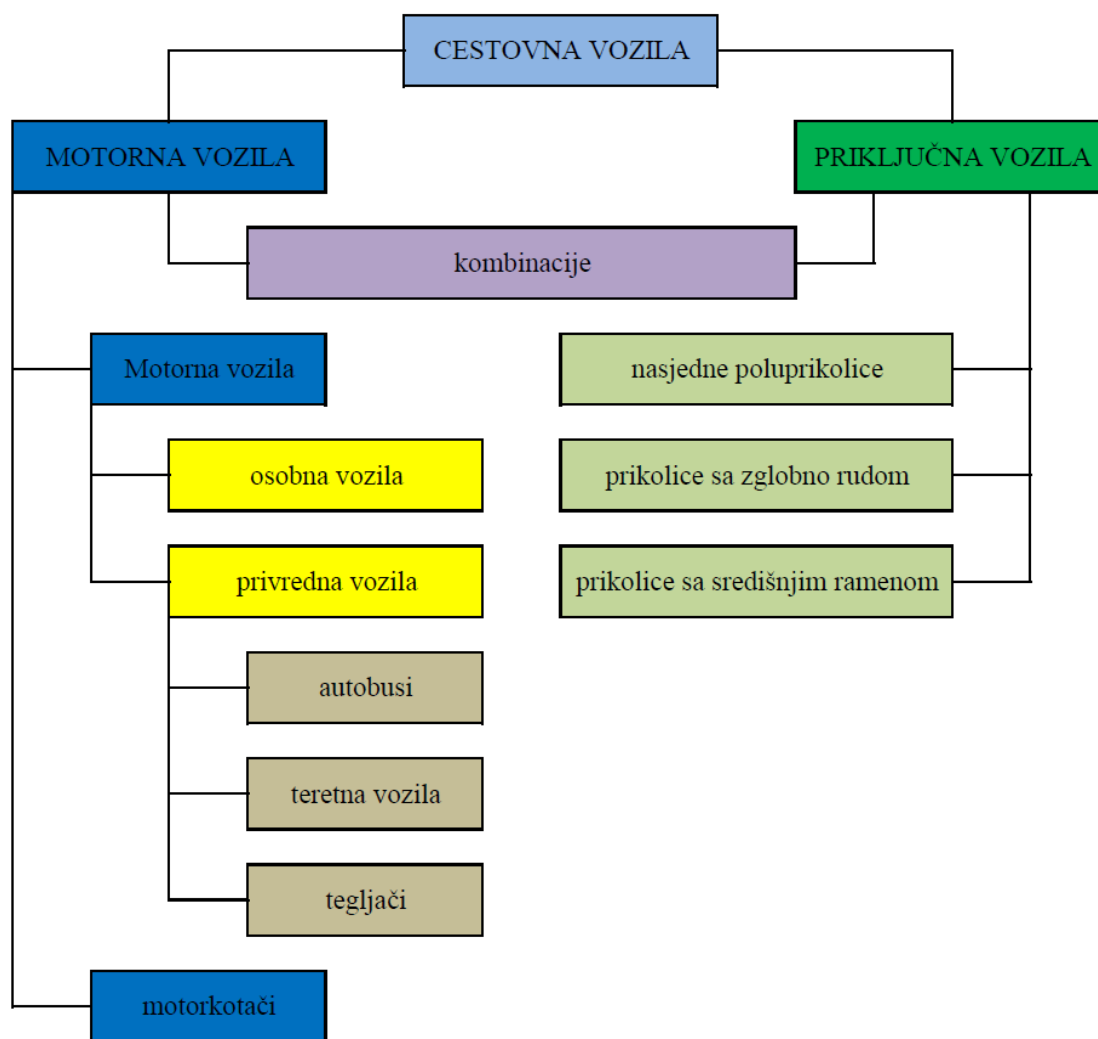 CESTOVNA VOZILA
MOTORNA VOZILA
PRIKLJUČNA VOZILA
kombinacije
Motorna vozila
nasjedne poluprikolice
osobna vozila
prikolice sa zglobno rudom
privredna vozila
prikolice sa središnjim ramenom
autobusi
teretna vozila
tegljači
motorkotači